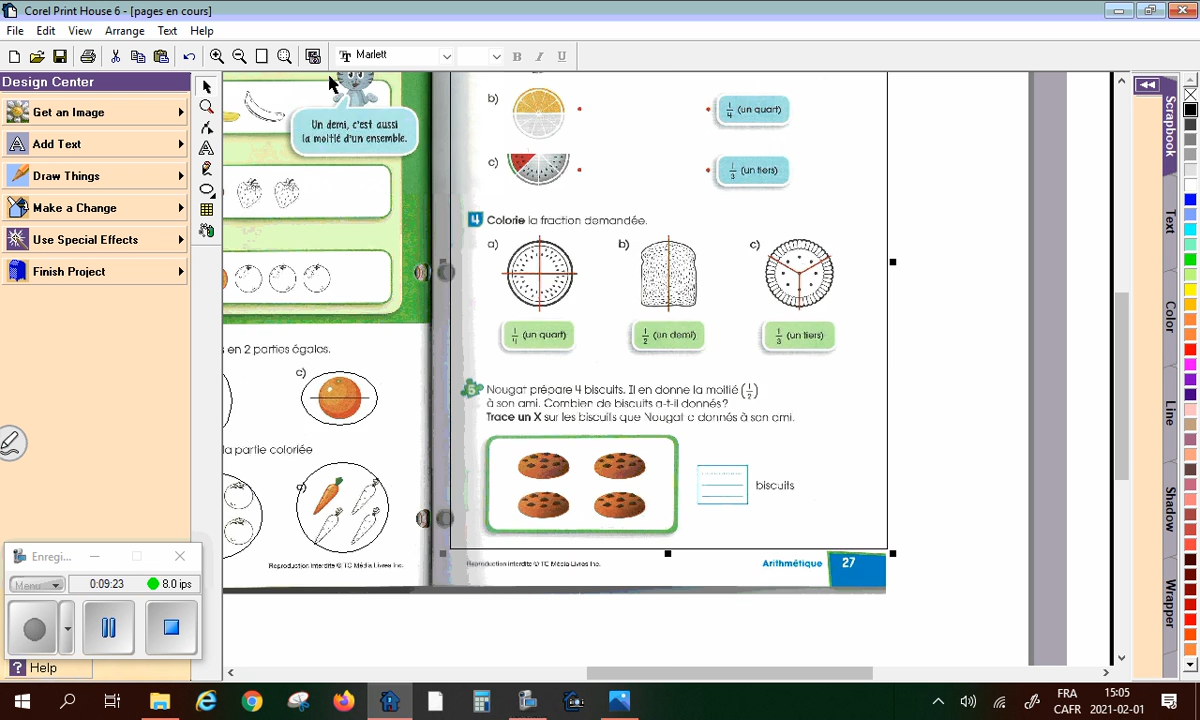 Corel Print House 6 - [pages en cours]
File Edit View Arrange Text Help
Marlett
B I U
Design Center
Get an Image
Add Text
Draw Things
Make a Change
Use Special Effects
Finish Project
Help
Un demi, c'est aussi
la moitié d'un ensemble.
en 2 parties égales.
c)
la partie coloriée
Reproduction interdite © TC Média Livres Inc.
b)
1/4 (un quart)
c)
1/3 (un tiers)
4 Colorie la fraction demandée.
a) b) c)
1/4 (un quart) 1/2 (un demi) 1/3 (un tiers)
5 Nougat prépare 4 biscuits. Il en donne la moitié (1/2)
à son ami. Combien de biscuits a-t-il donnés?
Trace un X sur les biscuits que Nougat a donnés à son ami.
biscuits
Reproduction interdite © TC Média Livres Inc.
Arithmétique 27
Scrapbook
Text
Color
Line
Shadow
Wrapper
Enregi...
Menu
0:09:23
8.0 ips
FRA
CAFR
15:05
2021-02-01